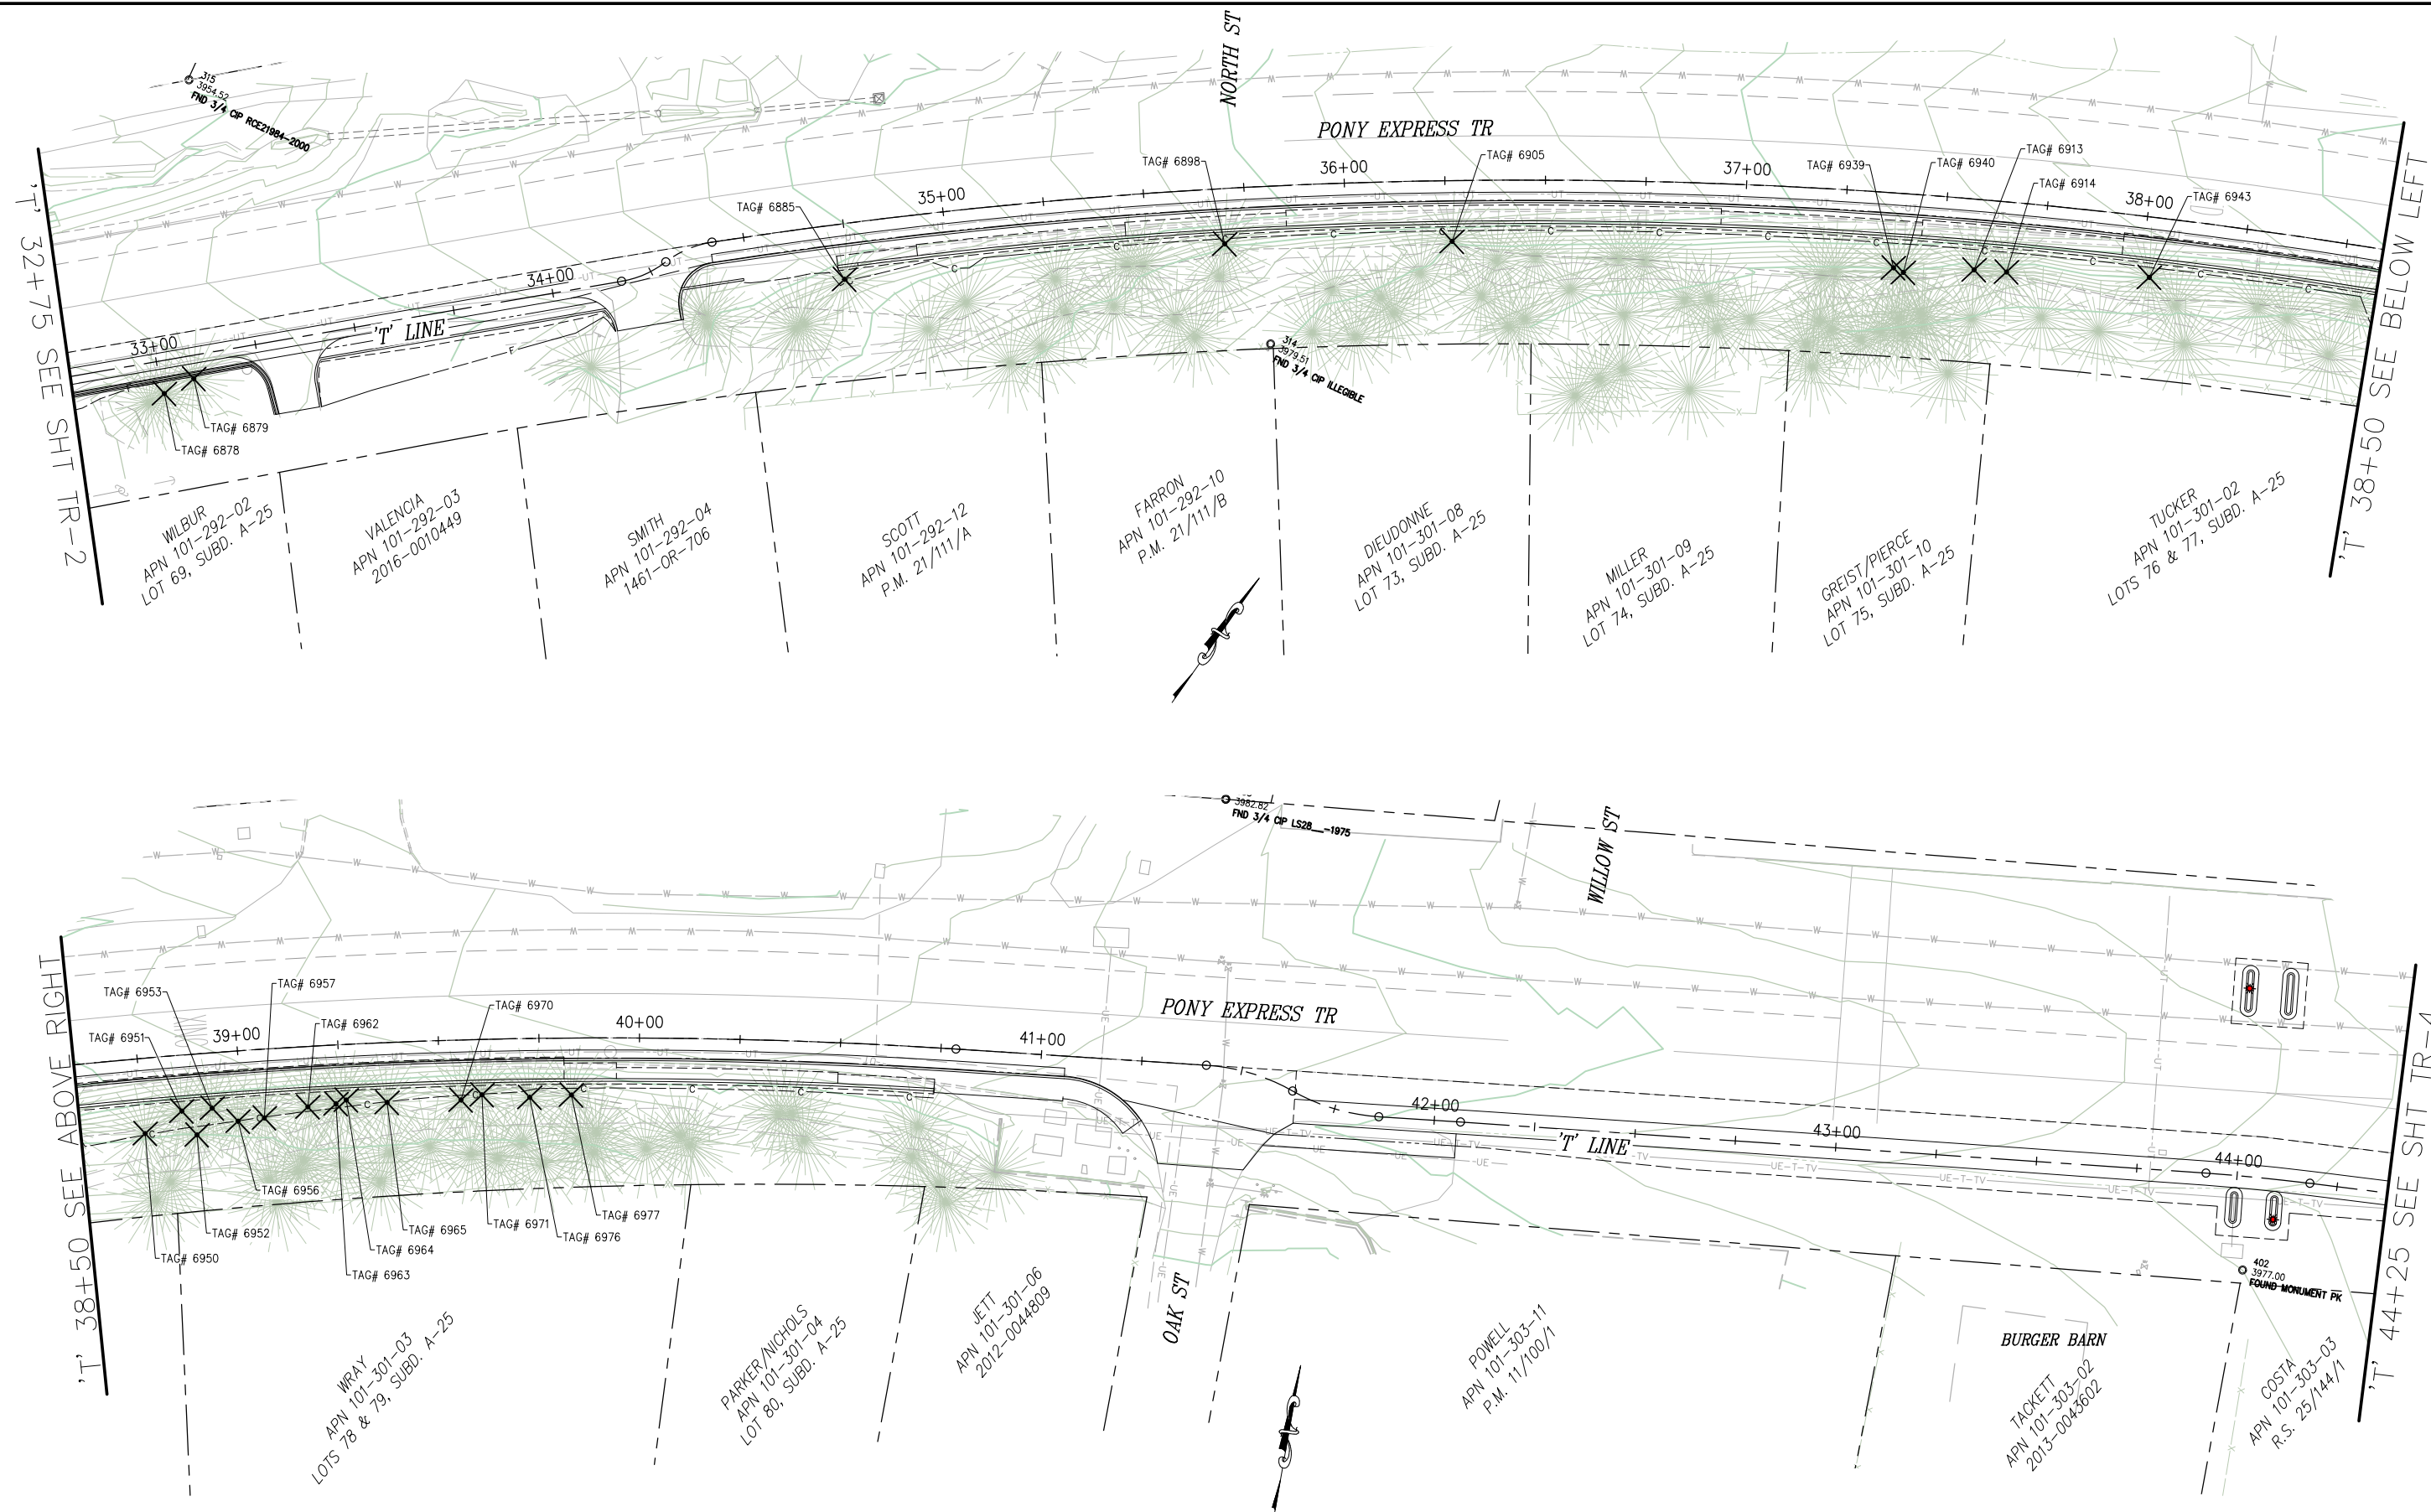 315
3954.52
FND 3/4 CIP RCE21984-2000
NORTH ST
PONY EXPRESS TR
'T' 32+75 SEE SHT TR-2
33+00
34+00
35+00
36+00
37+00
38+00
'T' LINE
TAG# 6878
TAG# 6879
TAG# 6885
TAG# 6898
TAG# 6905
TAG# 6939
TAG# 6940
TAG# 6913
TAG# 6914
TAG# 6943
314
3979.51
FND 3/4 CIP ILLEGIBLE
'T' 38+50 SEE BELOW LEFT
WILBUR
APN 101-292-02
LOT 69, SUBD. A-25
VALENCIA
APN 101-292-03
2016-0010449
SMITH
APN 101-292-04
1461-OR-706
SCOTT
APN 101-292-12
P.M. 21/111/A
FARRON
APN 101-292-10
P.M. 21/111/B
DIEUDONNE
APN 101-301-08
LOT 73, SUBD. A-25
MILLER
APN 101-301-09
LOT 74, SUBD. A-25
GREIST/PIERCE
APN 101-301-10
LOT 75, SUBD. A-25
TUCKER
APN 101-301-02
LOTS 76 & 77, SUBD. A-25
3982.82
FND 3/4 CIP LS28__-1975
WILLOW ST
PONY EXPRESS TR
'T' 38+50 SEE ABOVE RIGHT
39+00
40+00
41+00
42+00
43+00
44+00
'T' LINE
TAG# 6953
TAG# 6957
TAG# 6951
TAG# 6962
TAG# 6970
TAG# 6956
TAG# 6952
TAG# 6950
TAG# 6965
TAG# 6964
TAG# 6963
TAG# 6971
TAG# 6977
TAG# 6976
OAK ST
402
3977.00
FOUND MONUMENT PK
'T' 44+25 SEE SHT TR-4
WRAY
APN 101-301-03
LOTS 78 & 79, SUBD. A-25
PARKER/NICHOLS
APN 101-301-04
LOT 80, SUBD. A-25
JETT
APN 101-301-06
2012-0044809
POWELL
APN 101-303-11
P.M. 11/100/1
BURGER BARN
TACKETT
APN 101-303-02
2013-0043602
COSTA
APN 101-303-03
R.S. 25/144/1